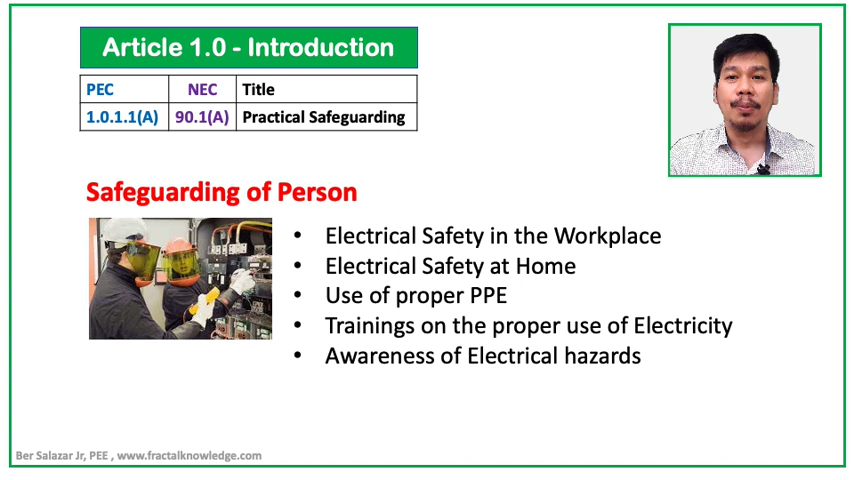 Article 1.0 - Introduction
PEC NEC Title
1.0.1.1(A) 90.1(A) Practical Safeguarding
Safeguarding of Person
• Electrical Safety in the Workplace
• Electrical Safety at Home
• Use of proper PPE
• Trainings on the proper use of Electricity
• Awareness of Electrical hazards
Ber Salazar Jr, PEE , www.fractalknowledge.com